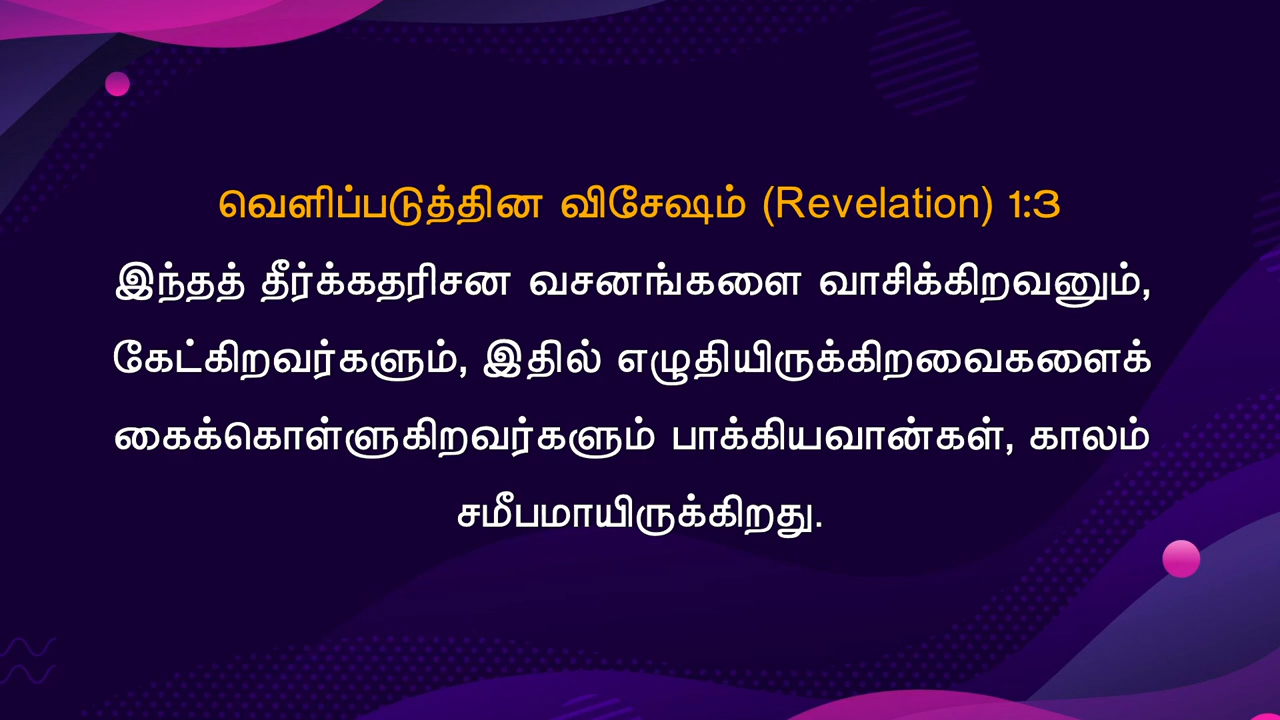 வெளிப்படுத்தின விசேஷம் (Revelation) 1:3
இந்தத் தீர்க்கதரிசன வசனங்களை வாசிக்கிறவனும்,
கேட்கிறவர்களும், இதில் எழுதியிருக்கிறவைகளைக்
கைக்கொள்ளுகிறவர்களும் பாக்கியவான்கள், காலம்
சமீபமாயிருக்கிறது.